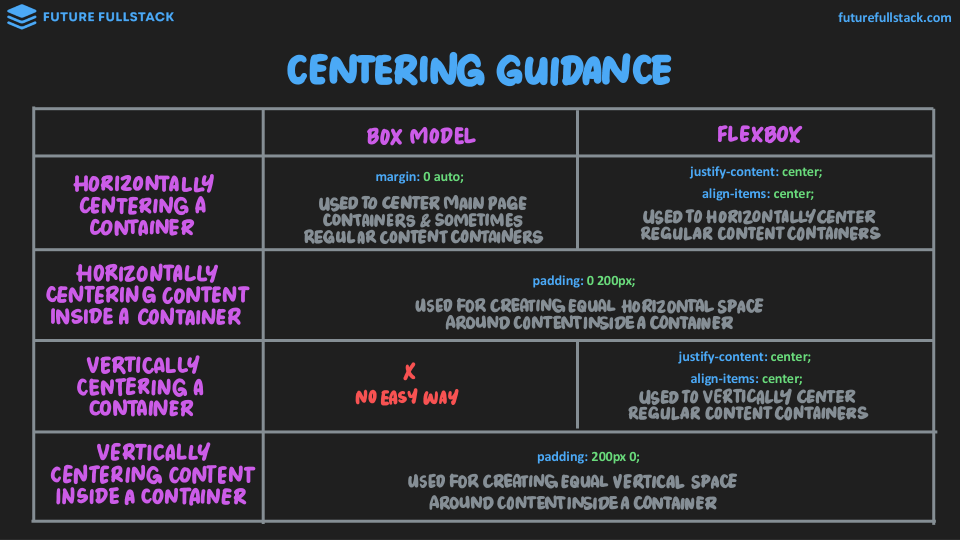 FUTURE FULLSTACK
futurefullstack.com
CENTERING GUIDANCE
BOX MODEL
FLEXBOX
HORIZONTALLY
CENTERING A
CONTAINER
margin: 0 auto;
USED TO CENTER MAIN PAGE
CONTAINERS & SOMETIMES
REGULAR CONTENT CONTAINERS
justify-content: center;
align-items: center;
USED TO HORIZONTALLY CENTER
REGULAR CONTENT CONTAINERS
HORIZONTALLY
CENTERING CONTENT
INSIDE A CONTAINER
padding: 0 200px;
USED FOR CREATING EQUAL HORIZONTAL SPACE
AROUND CONTENT INSIDE A CONTAINER
VERTICALLY
CENTERING A
CONTAINER
X
NO EASY WAY
justify-content: center;
align-items: center;
USED TO VERTICALLY CENTER
REGULAR CONTENT CONTAINERS
VERTICALLY
CENTERING CONTENT
INSIDE A CONTAINER
padding: 200px 0;
USED FOR CREATING EQUAL VERTICAL SPACE
AROUND CONTENT INSIDE A CONTAINER